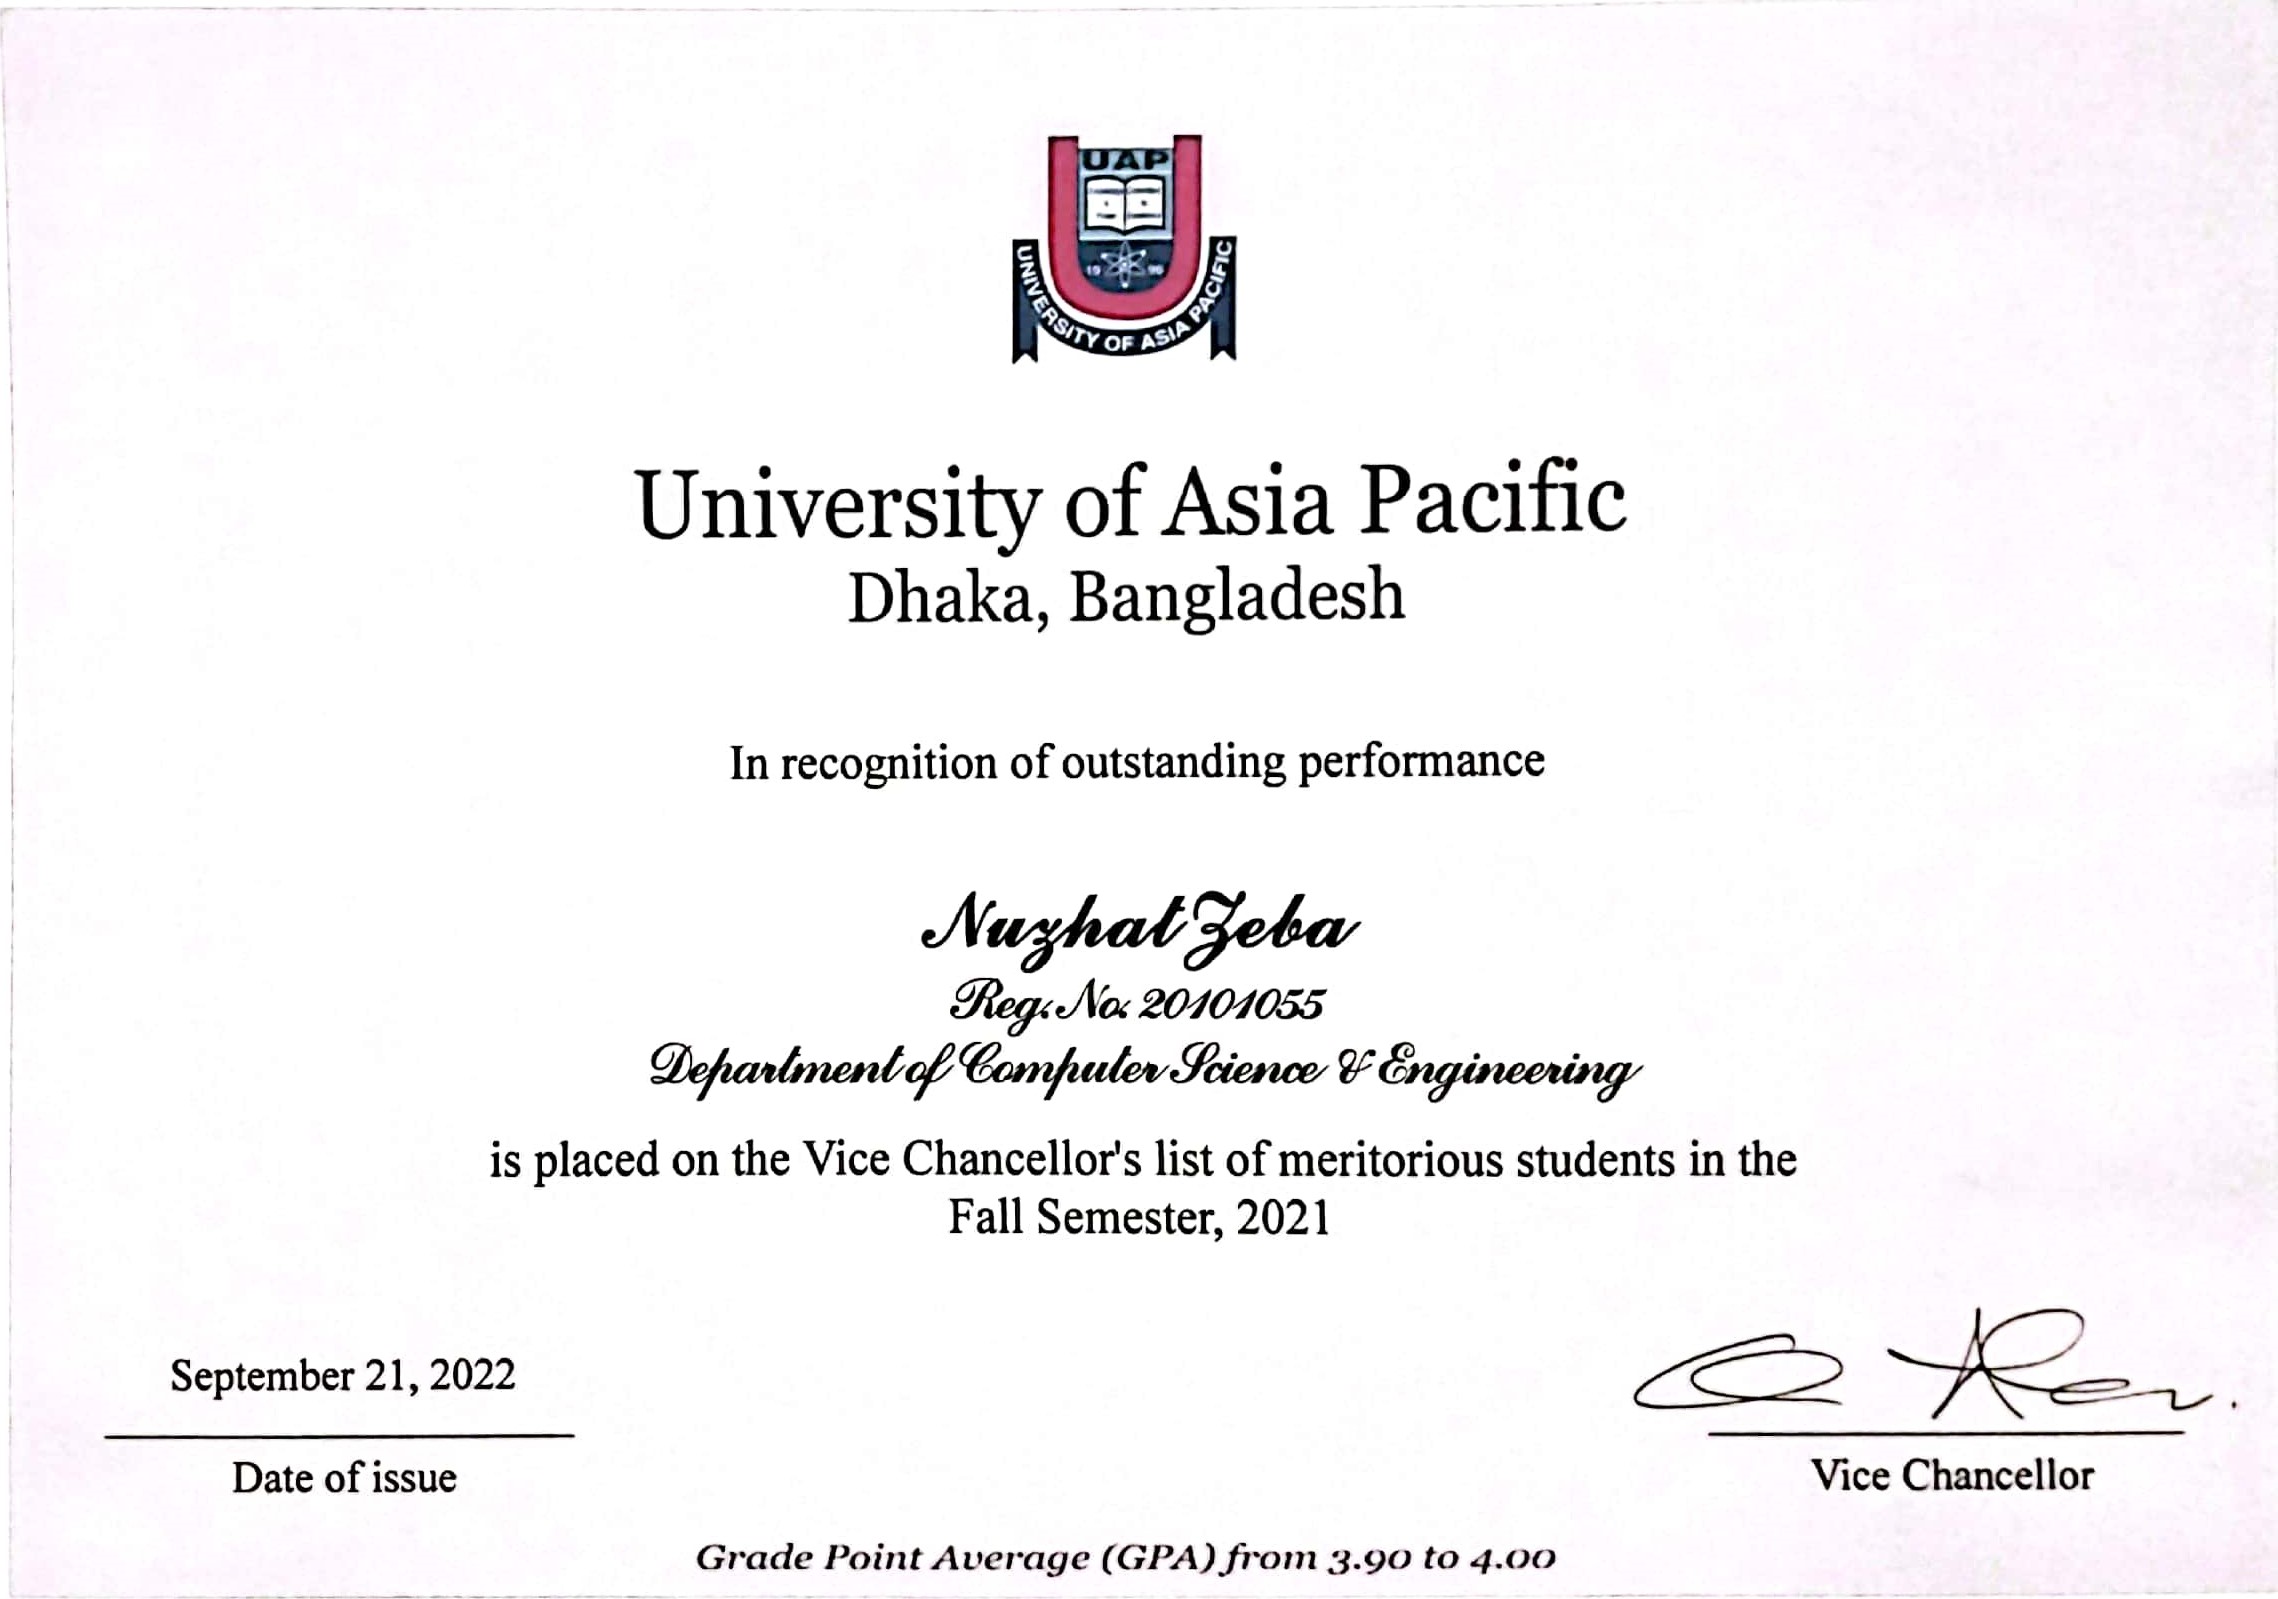 UAP
19 96
UNIVERSITY OF ASIA PACIFIC
University of Asia Pacific
Dhaka, Bangladesh
In recognition of outstanding performance
Nuzhat Zeba
Reg. No. 20101055
Department of Computer Science & Engineering
is placed on the Vice Chancellor's list of meritorious students in the
Fall Semester, 2021
September 21, 2022
Date of issue
Vice Chancellor
Grade Point Average (GPA) from 3.90 to 4.00